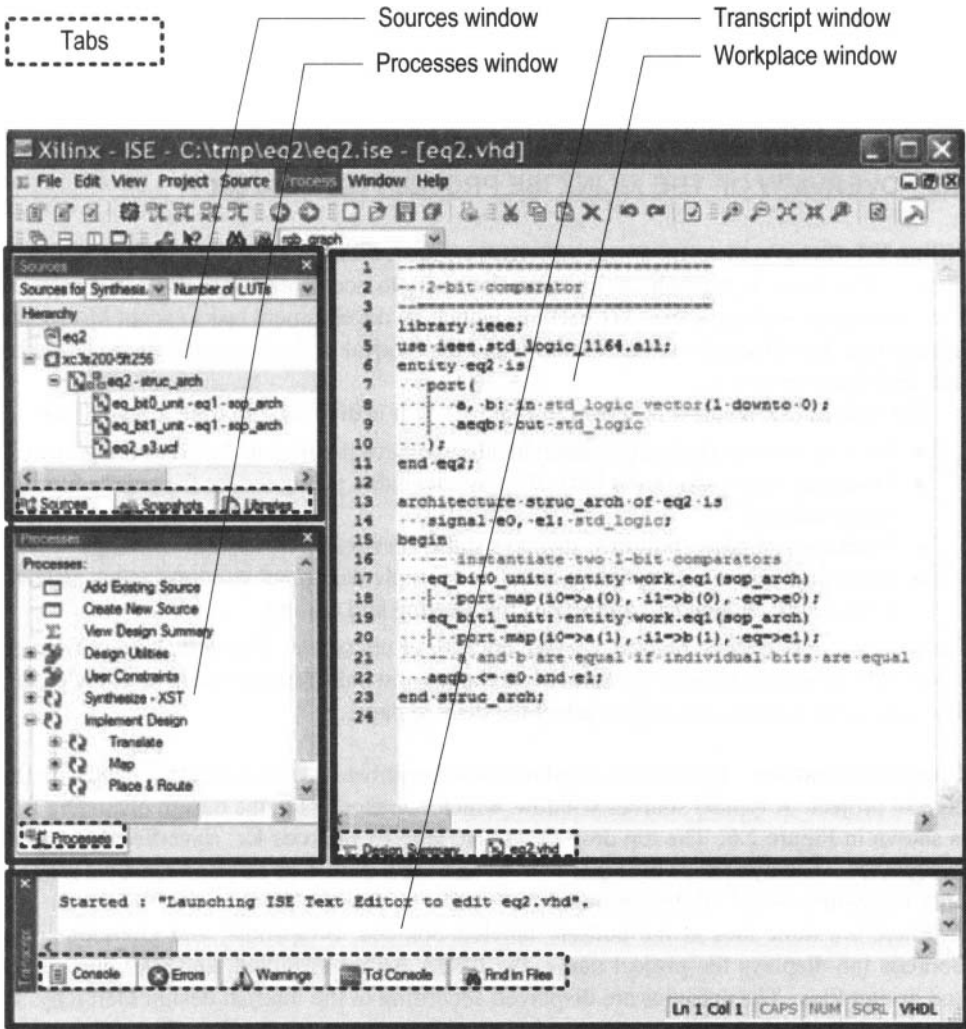 Tabs
Sources window
Processes window
Transcript window
Workplace window
Xilinx - ISE - C:\tmp\eq2\eq2.ise - [eq2.vhd]
File Edit View Project Source Process Window Help
rgb_graph
Sources
Sources for Synthesis. Number of LUTs
Hierarchy
eq2
xc3s200-5ft256
eq2 - struc_arch
eq_bit0_unit - eq1 - sop_arch
eq_bit1_unit - eq1 - sop_arch
eq2_s3.ucf
Sources Snapshots Libraries
Processes
Processes:
Add Existing Source
Create New Source
View Design Summary
Design Utilities
User Constraints
Synthesize - XST
Implement Design
Translate
Map
Place & Route
Processes
1 --================================
2 -- 2-bit comparator
3 --================================
4 library ieee;
5 use ieee.std_logic_1164.all;
6 entity eq2 is
7 port(
8 a, b: in std_logic_vector(1 downto 0);
9 aeqb: out std_logic
10 );
11 end eq2;
12
13 architecture struc_arch of eq2 is
14 signal e0, e1: std_logic;
15 begin
16 -- instantiate two 1-bit comparators
17 eq_bit0_unit: entity work.eq1(sop_arch)
18 port map(i0=>a(0), i1=>b(0), eq=>e0);
19 eq_bit1_unit: entity work.eq1(sop_arch)
20 port map(i0=>a(1), i1=>b(1), eq=>e1);
21 -- a and b are equal if individual bits are equal
22 aeqb <= e0 and e1;
23 end struc_arch;
24
Design Summary eq2.vhd
Started : "Launching ISE Text Editor to edit eq2.vhd".
Transcript
Console Errors Warnings Tcl Console Find in Files
Ln 1 Col 1 CAPS NUM SCRL VHDL